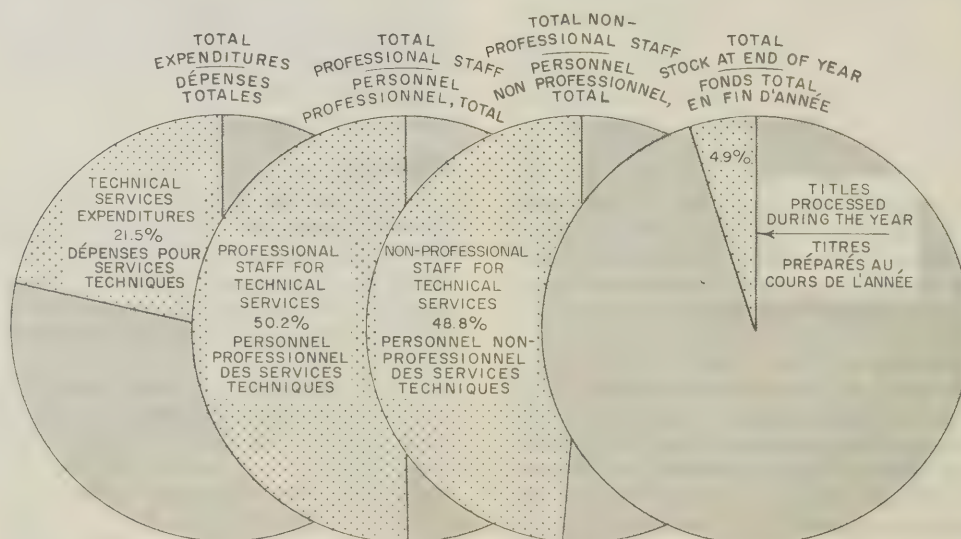 TOTAL
EXPENDITURES
DÉPENSES
TOTALES
TOTAL
PROFESSIONAL STAFF
PERSONNEL
PROFESSIONNEL, TOTAL
TOTAL NON-
PROFESSIONAL STAFF
PERSONNEL
NON PROFESSIONNEL,
TOTAL
TOTAL
STOCK AT END OF YEAR
FONDS TOTAL,
EN FIN D'ANNÉE
TECHNICAL
SERVICES
EXPENDITURES
21.5%
DÉPENSES POUR
SERVICES
TECHNIQUES
PROFESSIONAL
STAFF FOR
TECHNICAL
SERVICES
50.2%
PERSONNEL
PROFESSIONNEL
DES SERVICES
TECHNIQUES
NON-PROFESSIONAL
STAFF FOR
TECHNICAL
SERVICES
48.8%
PERSONNEL NON-
PROFESSIONNEL
DES SERVICES
TECHNIQUES
4.9%
TITLES
PROCESSED
DURING THE YEAR
TITRES
PRÉPARÉS AU
COURS DE L'ANNÉE